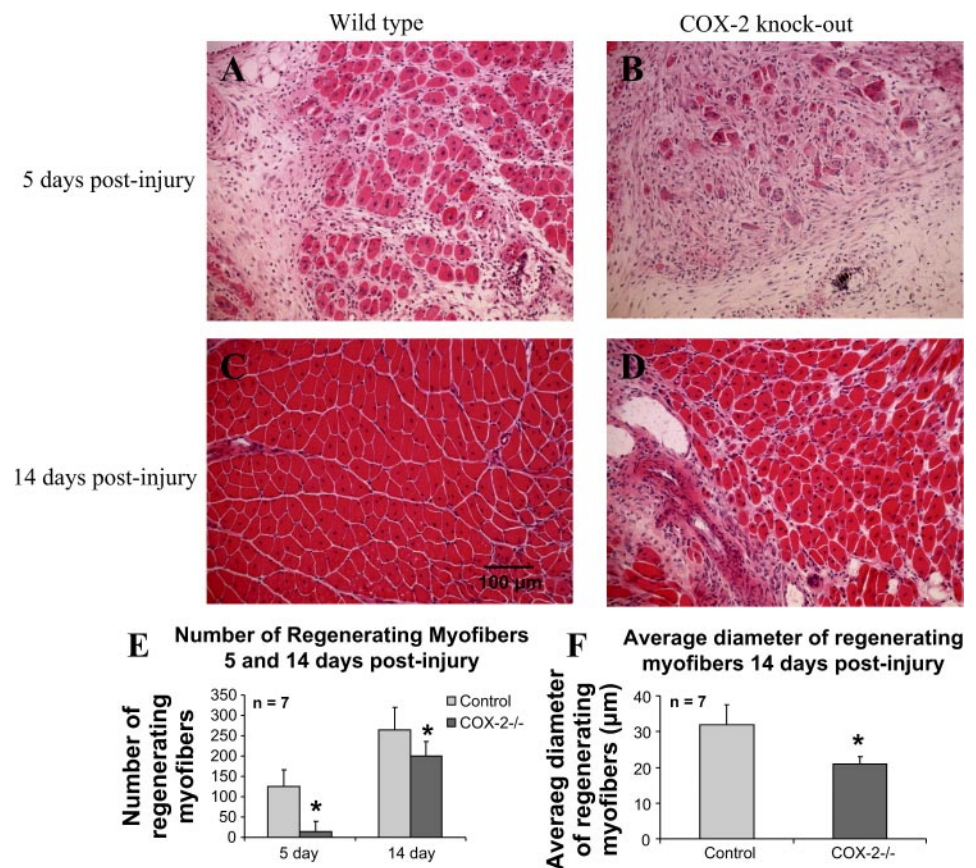 Wild type
COX-2 knock-out
A
B
5 days post-injury
C
D
14 days post-injury
100 µm
E
Number of Regenerating Myofibers
5 and 14 days post-injury
Number of
regenerating
myofibers
n = 7
350
300
250
200
150
100
50
0
Control
COX-2-/-
*
*
5 day
14 day
F
Average diameter of regenerating
myofibers 14 days post-injury
Averaeg diameter
of regenerating
myofibers (µm)
n = 7
40
30
20
10
0
*
Control
COX-2-/-